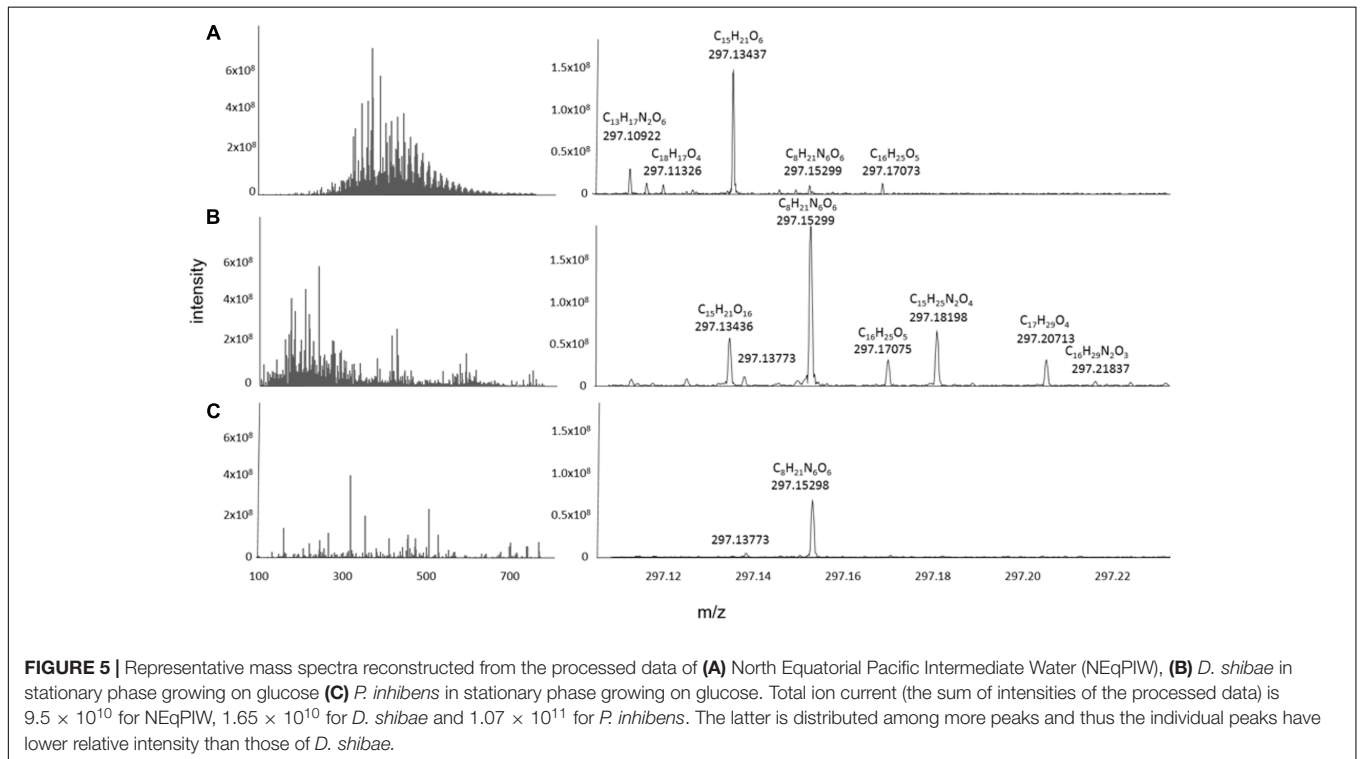 A
6x10⁸
4x10⁸
2x10⁸
0
1.5x10⁸
1.0x10⁸
0.5x10⁸
0
C₁₅H₂₁O₆
297.13437
C₁₃H₁₇N₂O₆
297.10922
C₁₈H₁₇O₄
297.11326
C₈H₂₁N₆O₆
297.15299
C₁₆H₂₅O₅
297.17073
B
6x10⁸
4x10⁸
2x10⁸
0
1.5x10⁸
1.0x10⁸
0.5x10⁸
0
C₈H₂₁N₆O₆
297.15299
C₁₅H₂₁O₁₆
297.13436
297.13773
C₁₆H₂₅O₅
297.17075
C₁₅H₂₅N₂O₄
297.18198
C₁₇H₂₉O₄
297.20713
C₁₆H₂₉N₂O₃
297.21837
intensity
C
6x10⁸
4x10⁸
2x10⁸
0
1.5x10⁸
1.0x10⁸
0.5x10⁸
0
C₈H₂₁N₆O₆
297.15298
297.13773
100 300 500 700
297.12 297.14 297.16 297.18 297.20 297.22
m/z
FIGURE 5 | Representative mass spectra reconstructed from the processed data of (A) North Equatorial Pacific Intermediate Water (NEqPIW), (B) D. shibae in
stationary phase growing on glucose (C) P. inhibens in stationary phase growing on glucose. Total ion current (the sum of intensities of the processed data) is
9.5 × 10¹⁰ for NEqPIW, 1.65 × 10¹⁰ for D. shibae and 1.07 × 10¹¹ for P. inhibens. The latter is distributed among more peaks and thus the individual peaks have
lower relative intensity than those of D. shibae.